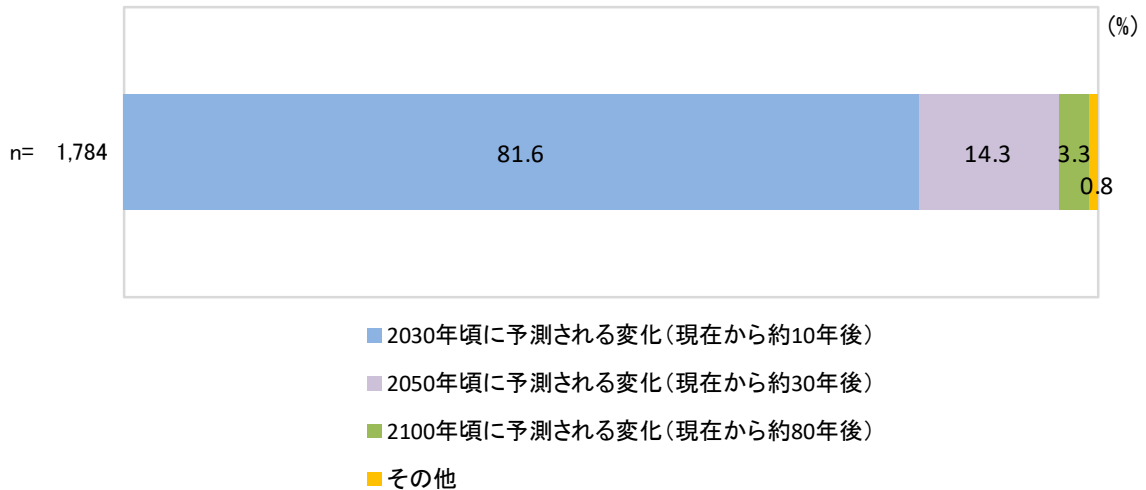 (%)
n= 1,784
81.6
14.3
3.3
0.8
2030年頃に予測される変化(現在から約10年後)
2050年頃に予測される変化(現在から約30年後)
2100年頃に予測される変化(現在から約80年後)
その他